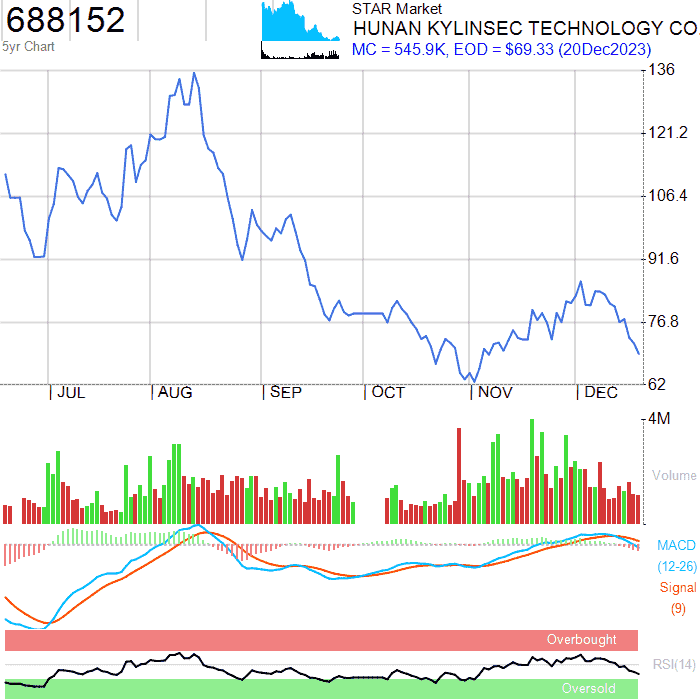 688152
5yr Chart
STAR Market
HUNAN KYLINSEC TECHNOLOGY CO
MC = 545.9K, EOD = $69.33 (20Dec2023)
136
121.2
106.4
91.6
76.8
62
JUL AUG SEP OCT NOV DEC
4M
Volume
MACD
(12-26)
Signal
(9)
Overbought
RSI(14)
Oversold